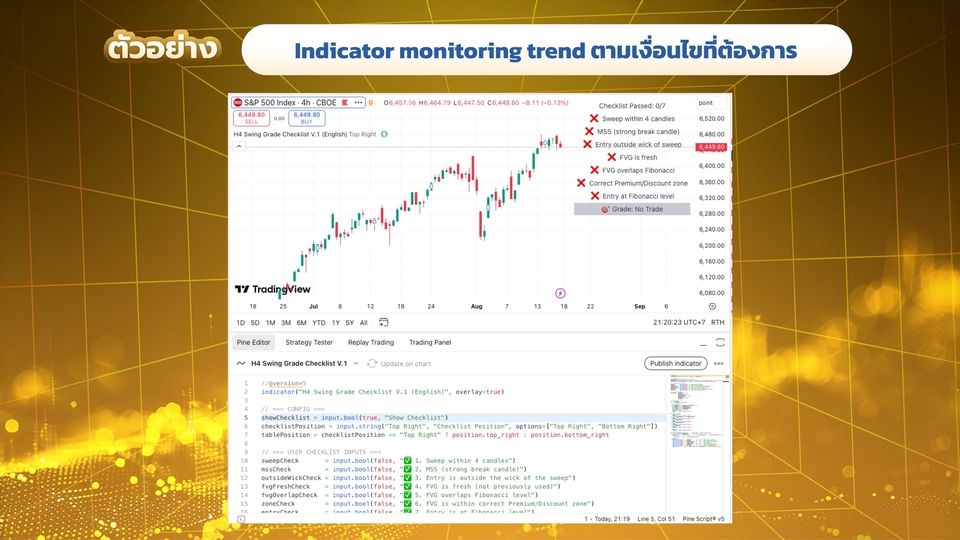 ตัวอย่าง
Indicator monitoring trend ตามเงื่อนไขที่ต้องการ
S&P 500 Index · 4h · CBOE ••• D O6,457.96 H6,464.79 L6,447.50 C6,449.80 −8.11 (−0.13%)
6,449.80 SELL 0.00 6,449.80 BUY
H4 Swing Grade Checklist V.1 (English) Top Right
Checklist Passed: 0/7
❌ Sweep within 4 candles
❌ MSS (strong break candle)
❌ Entry outside wick of sweep
❌ FVG is fresh
❌ FVG overlaps Fibonacci
❌ Correct Premium/Discount zone
❌ Entry at Fibonacci level
🎯 Grade: No Trade
point
6,520.00
6,480.00
6,449.80
6,400.00
6,360.00
6,320.00
6,280.00
6,240.00
6,200.00
6,160.00
6,120.00
6,080.00
TradingView
18 25 Jul 8 12 18 24 Aug 7 13 18 22 Sep 6
1D 5D 1M 3M 6M YTD 1Y 5Y All 21:20:23 UTC+7 RTH
Pine Editor Strategy Tester Replay Trading Trading Panel
H4 Swing Grade Checklist V.1 Update on chart Publish indicator •••
1 //@version=5
2 indicator("H4 Swing Grade Checklist V.1 (English)", overlay=true)
3
4 // === CONFIG ===
5 showChecklist = input.bool(true, "Show Checklist")
6 checklistPosition = input.string("Top Right", "Checklist Position", options=["Top Right", "Bottom Right"])
7 tablePosition = checklistPosition == "Top Right" ? position.top_right : position.bottom_right
8
9 // === USER CHECKLIST INPUTS ===
10 sweepCheck = input.bool(false, "✅ 1. Sweep within 4 candles")
11 mssCheck = input.bool(false, "✅ 2. MSS (strong break candle)")
12 outsideWickCheck = input.bool(false, "✅ 3. Entry is outside the wick of the sweep")
13 fvgFreshCheck = input.bool(false, "✅ 4. FVG is fresh (not previously used)")
14 fvgOverlapCheck = input.bool(false, "✅ 5. FVG overlaps Fibonacci level")
15 zoneCheck = input.bool(false, "✅ 6. FVG is within correct Premium/Discount zone")
16 entryCheck = input.bool(false, "✅ 7. Entry is at Fibonacci level")
1 • Today, 21:19 Line 5, Col 51 Pine Script® v5